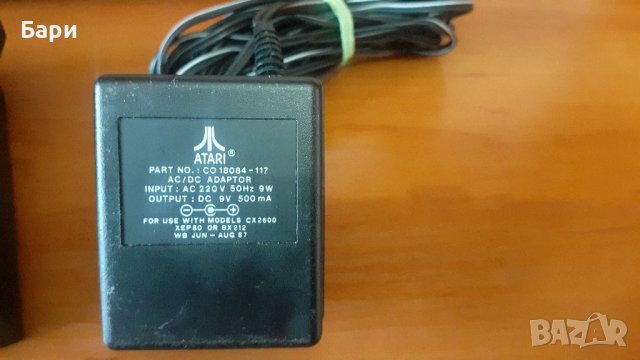 Бари
ATARI®
PART NO.: CO 18084-117
AC/DC ADAPTOR
INPUT: AC 220V 50Hz 9W
OUTPUT: DC 9V 500mA
FOR USE WITH MODELS CX2600
XEP80 OR SX212
WB JUN - AUG 87
BAZAR